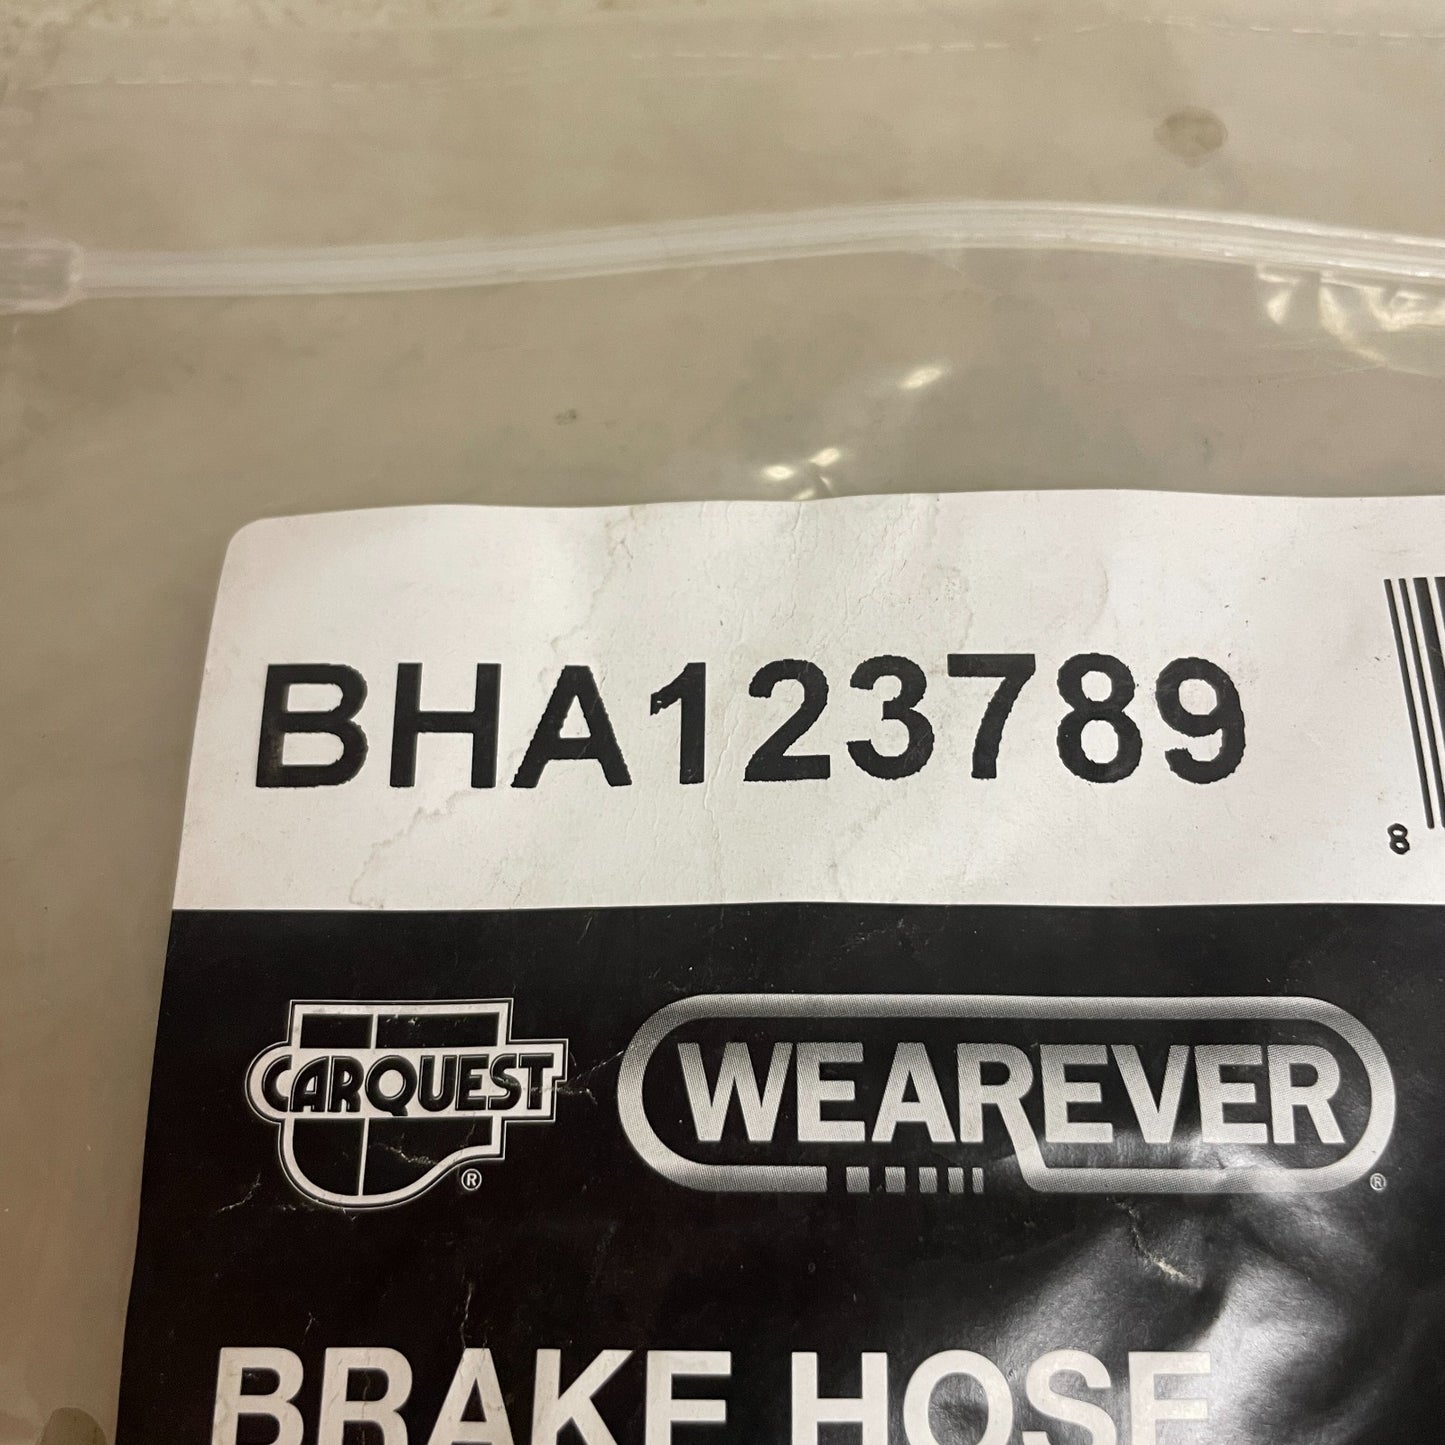 BHA123789
8
CARQUEST®
WEAREVER®
BRAKE HOSE